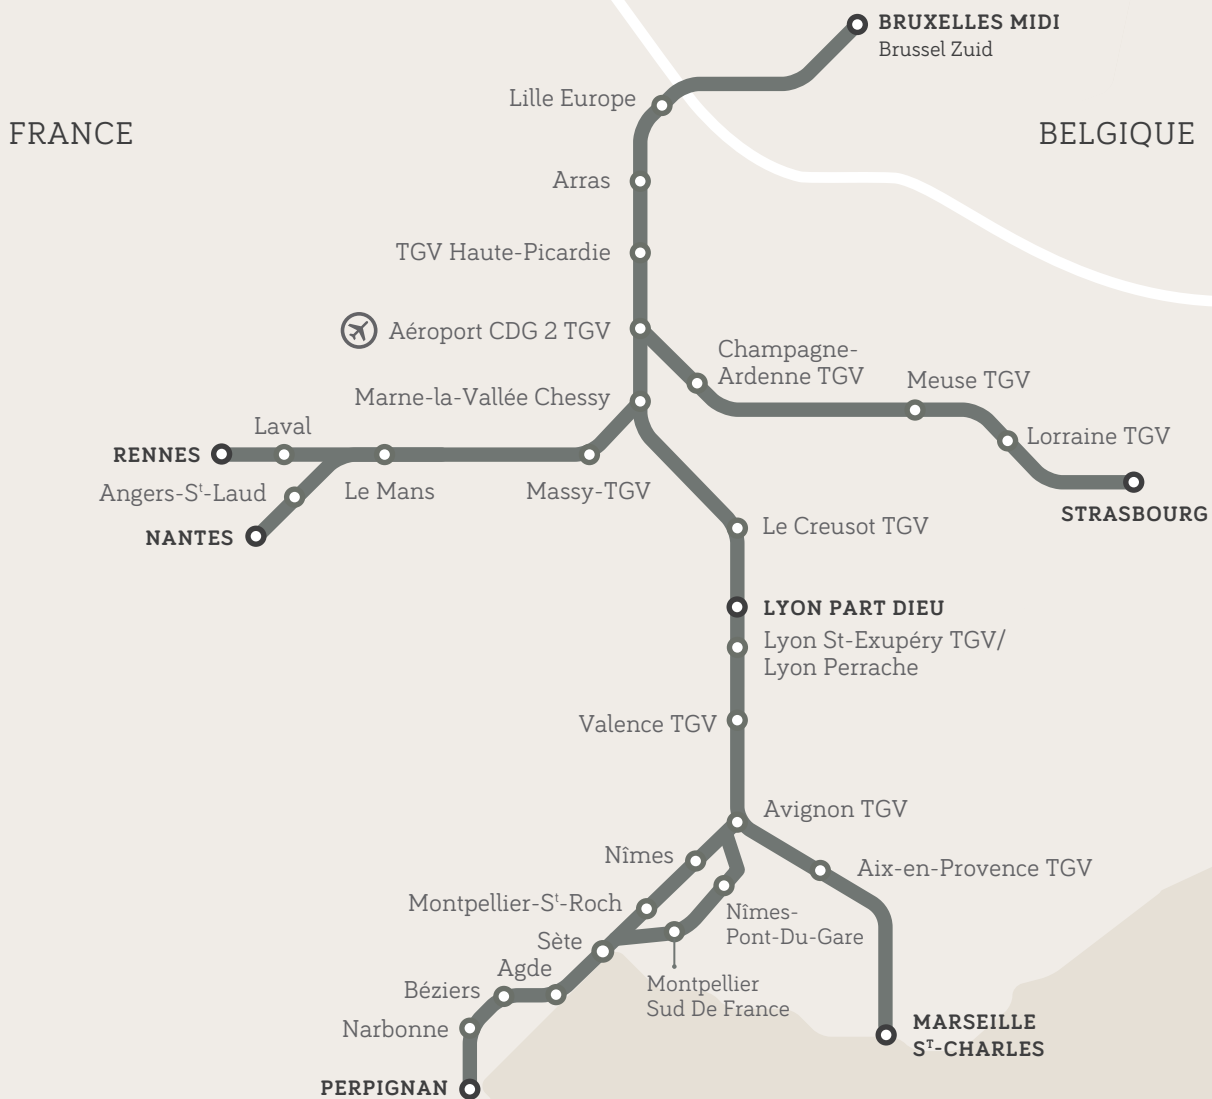 BRUXELLES MIDI
Brussel Zuid
Lille Europe
FRANCE
BELGIQUE
Arras
TGV Haute-Picardie
Aéroport CDG 2 TGV
Champagne-
Ardenne TGV
Meuse TGV
Marne-la-Vallée Chessy
Laval
Lorraine TGV
RENNES
Angers-Sᵗ-Laud
Le Mans
Massy-TGV
STRASBOURG
NANTES
Le Creusot TGV
LYON PART DIEU
Lyon St-Exupéry TGV/
Lyon Perrache
Valence TGV
Avignon TGV
Nîmes
Aix-en-Provence TGV
Montpellier-Sᵗ-Roch
Nîmes-
Pont-Du-Gare
Sète
Agde
Montpellier
Sud De France
Béziers
Narbonne
MARSEILLE
Sᵀ-CHARLES
PERPIGNAN